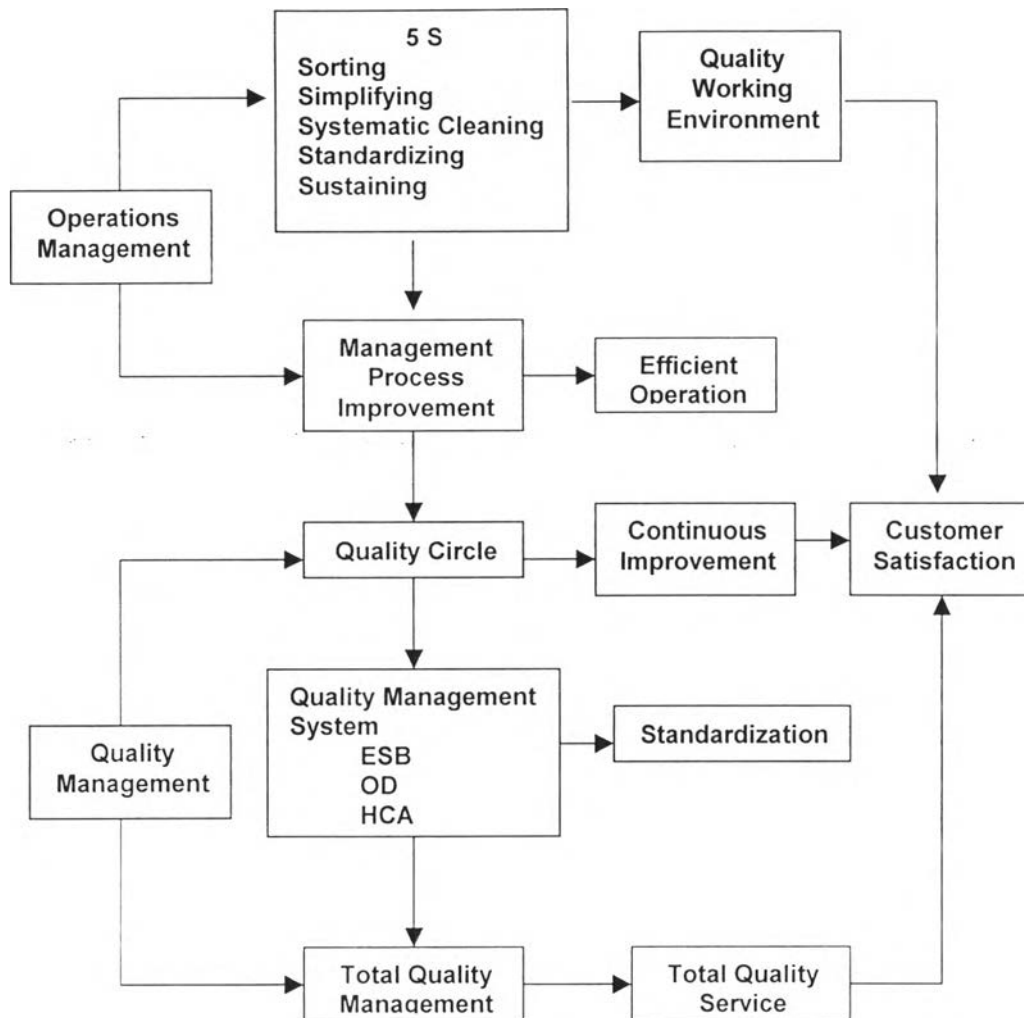 5 S
Sorting
Simplifying
Systematic Cleaning
Standardizing
Sustaining
Quality
Working
Environment
Operations
Management
Management
Process
Improvement
Efficient
Operation
Quality Circle
Continuous
Improvement
Customer
Satisfaction
Quality Management
System
ESB
OD
HCA
Standardization
Quality
Management
Total Quality
Management
Total Quality
Service